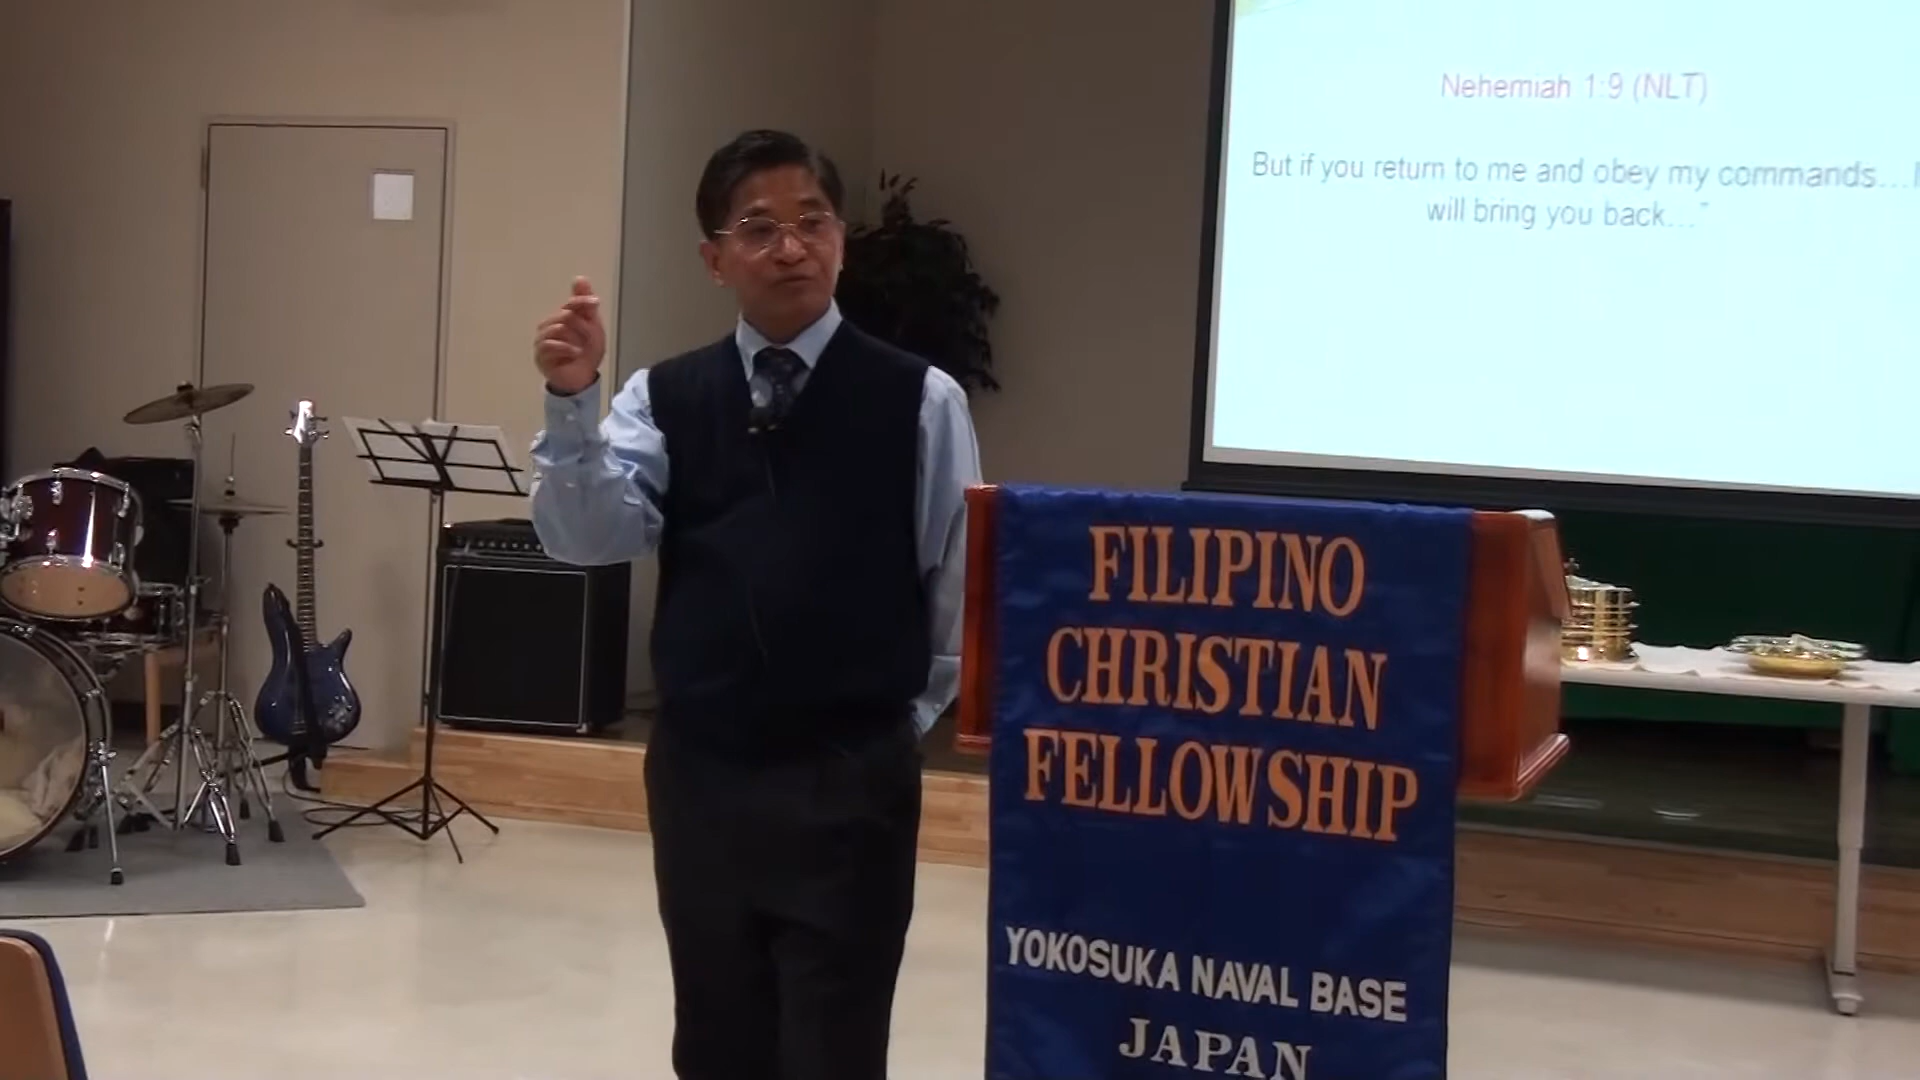 Nehemiah 1:9 (NLT)
But if you return to me and obey my commands...I
will bring you back..."
FILIPINO
CHRISTIAN
FELLOWSHIP
YOKOSUKA NAVAL BASE
JAPAN